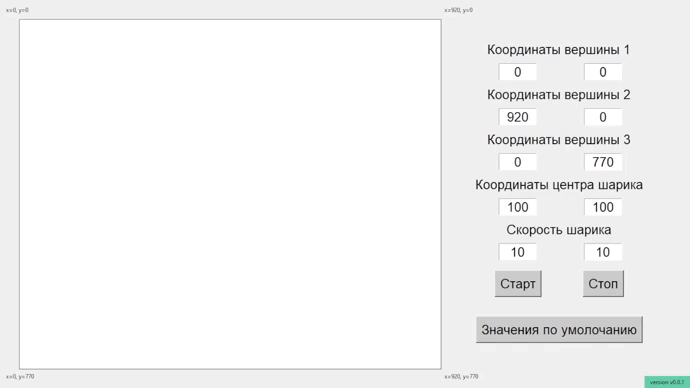 x=0, y=0
x=920, y=0
Координаты вершины 1
0 0
Координаты вершины 2
920 0
Координаты вершины 3
0 770
Координаты центра шарика
100 100
Скорость шарика
10 10
Старт Стоп
Значения по умолчанию
x=0, y=770
x=920, y=770
version v0.0.1